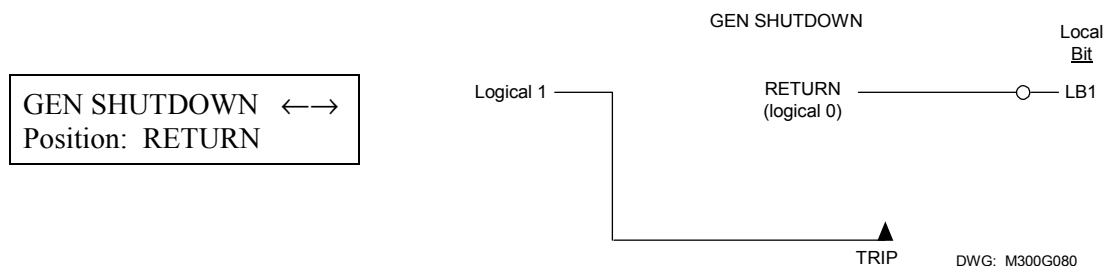 GEN SHUTDOWN ←→
Position: RETURN
GEN SHUTDOWN
Local
Bit
Logical 1
RETURN
(logical 0)
LB1
TRIP
DWG: M300G080